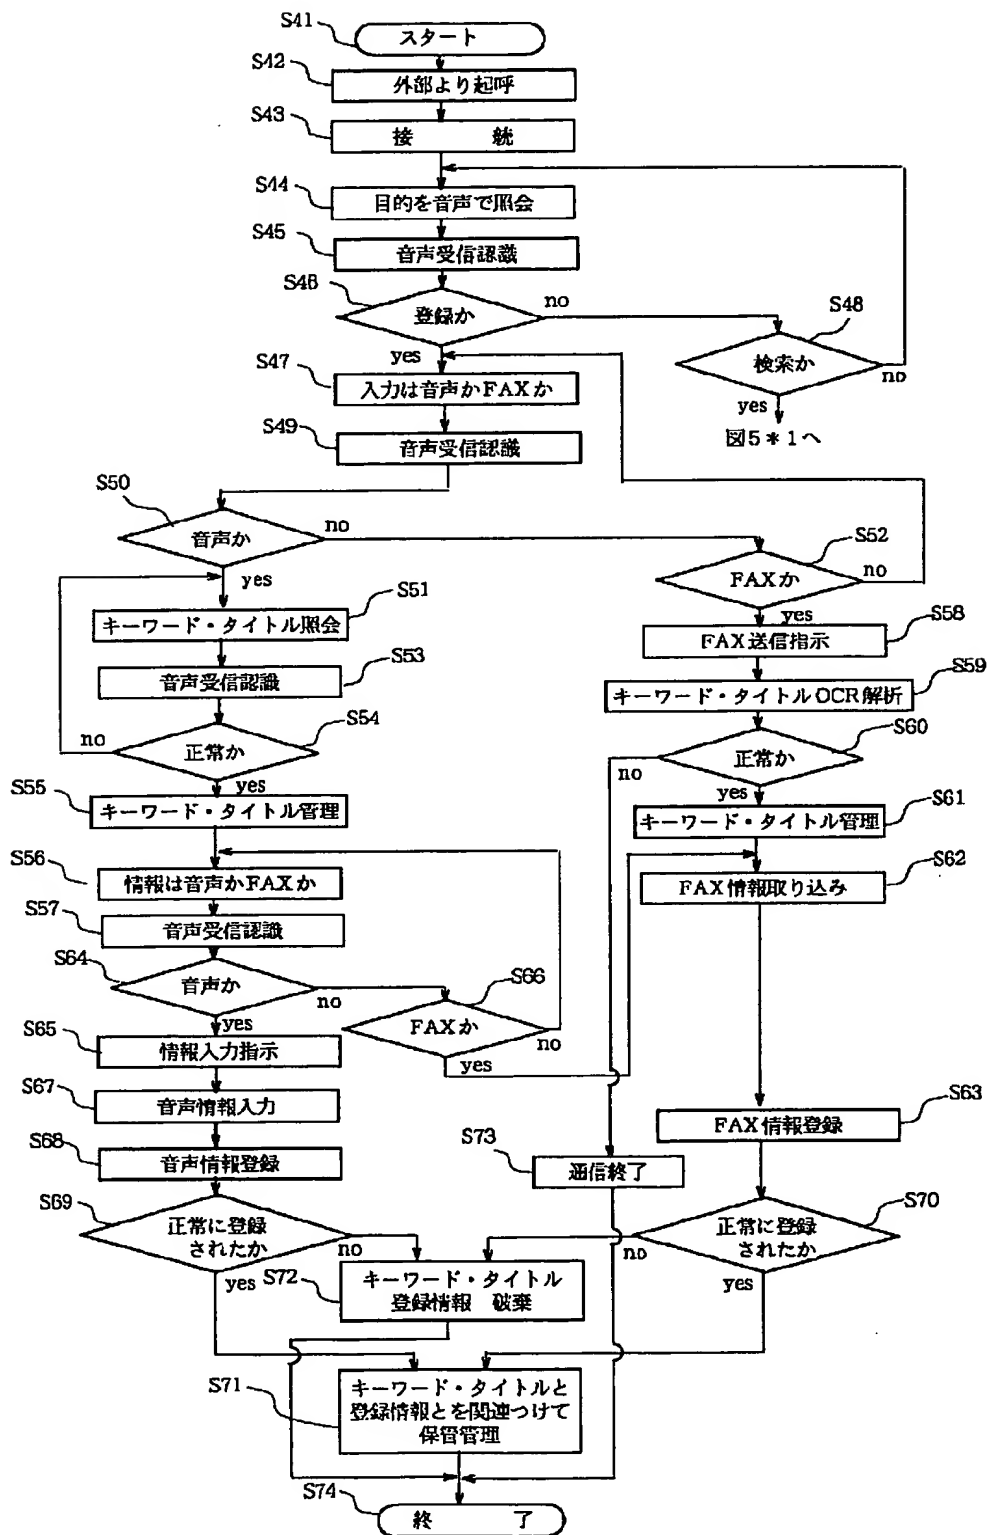 S41
スタート
S42
外部より起呼
S43
接 続
S44
目的を音声で照会
S45
音声受信認識
S46
登録か
no
yes
S48
検索か
no
yes
図5*1へ
S47
入力は音声かFAXか
S49
音声受信認識
S50
音声か
no
yes
S52
FAXか
no
yes
S51
キーワード・タイトル照会
S53
音声受信認識
S54
正常か
no
yes
S58
FAX送信指示
S59
キーワード・タイトルOCR解析
S60
正常か
no
yes
S55
キーワード・タイトル管理
S61
キーワード・タイトル管理
S56
情報は音声かFAXか
S62
FAX情報取り込み
S57
音声受信認識
S64
音声か
no
yes
S66
FAXか
no
yes
S65
情報入力指示
S67
音声情報入力
S68
音声情報登録
S63
FAX情報登録
S73
通信終了
S69
正常に登録
されたか
no
yes
S70
正常に登録
されたか
no
yes
S72
キーワード・タイトル
登録情報 破棄
S71
キーワード・タイトルと
登録情報とを関連つけて
保管管理
S74
終 了